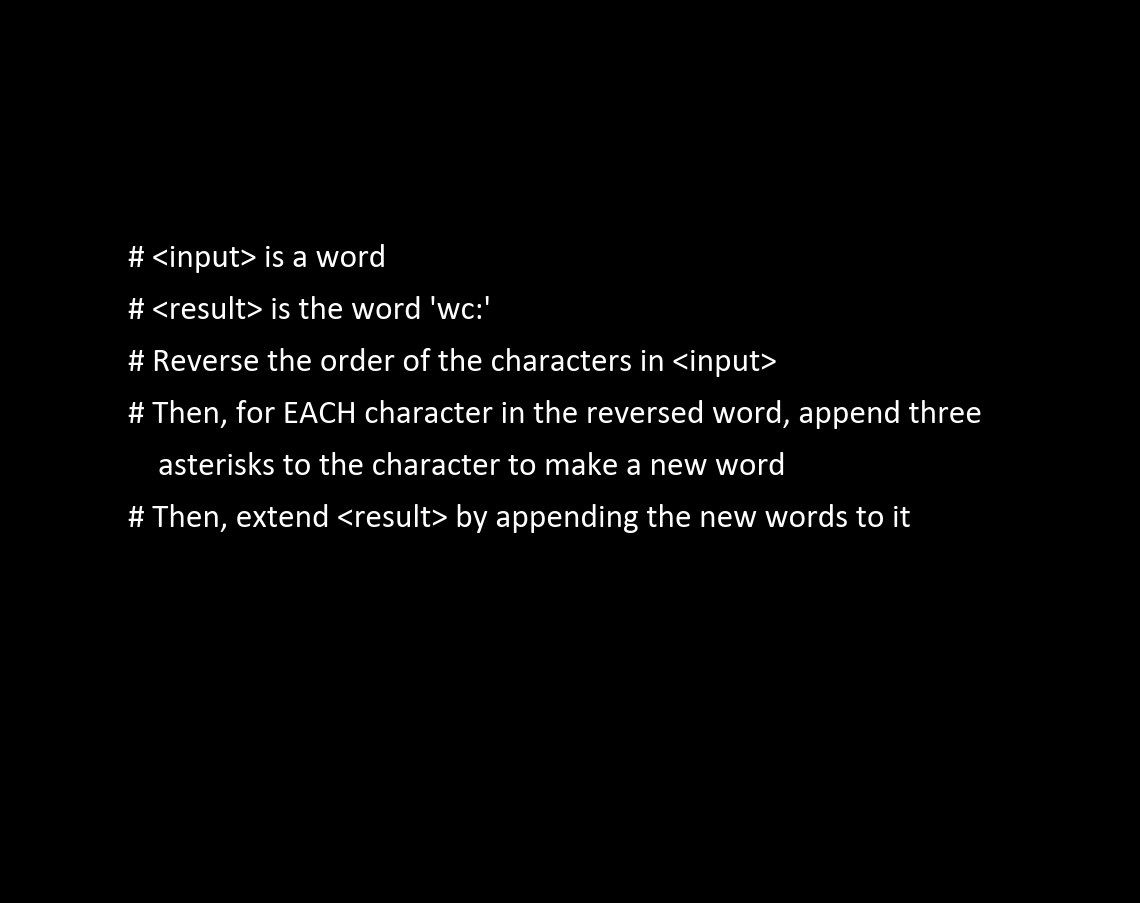 # <input> is a word
# <result> is the word 'wc:'
# Reverse the order of the characters in <input>
# Then, for EACH character in the reversed word, append three
asterisks to the character to make a new word
# Then, extend <result> by appending the new words to it